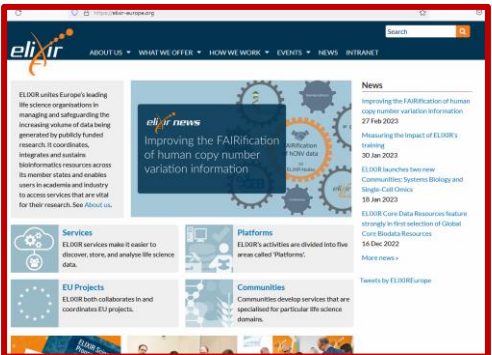 https://elixir-europe.org
Search
elixir
ABOUT US
WHAT WE OFFER
HOW WE WORK
EVENTS
NEWS
INTRANET
ELIXIR unites Europe's leading
life science organisations in
managing and safeguarding the
increasing volume of data being
generated by publicly funded
research. It coordinates,
integrates and sustains
bioinformatics resources across
its member states and enables
users in academia and industry
to access services that are vital
for their research. See About us.
elixir news
Improving the FAIRification
of human copy number
variation information
FAIRification
of hCNV data
News
Improving the FAIRification of human
copy number variation information
27 Feb 2023
Measuring the impact of ELIXIR's
training
30 Jan 2023
ELIXIR launches two new
Communities: Systems Biology and
Single-Cell Omics
18 Jan 2023
ELIXIR Core Data Resources feature
strongly in first selection of Global
Core Biodata Resources
16 Dec 2022
More news »
Tweets by ELIXIREurope
Services
ELIXIR services make it easier to
discover, store, and analyse life science
data.
Platforms
ELIXIR's activities are divided into five
areas called 'Platforms'.
EU Projects
ELIXIR both collaborates in and
coordinates EU projects.
Communities
Communities develop services that are
specialised for particular life science
domains.